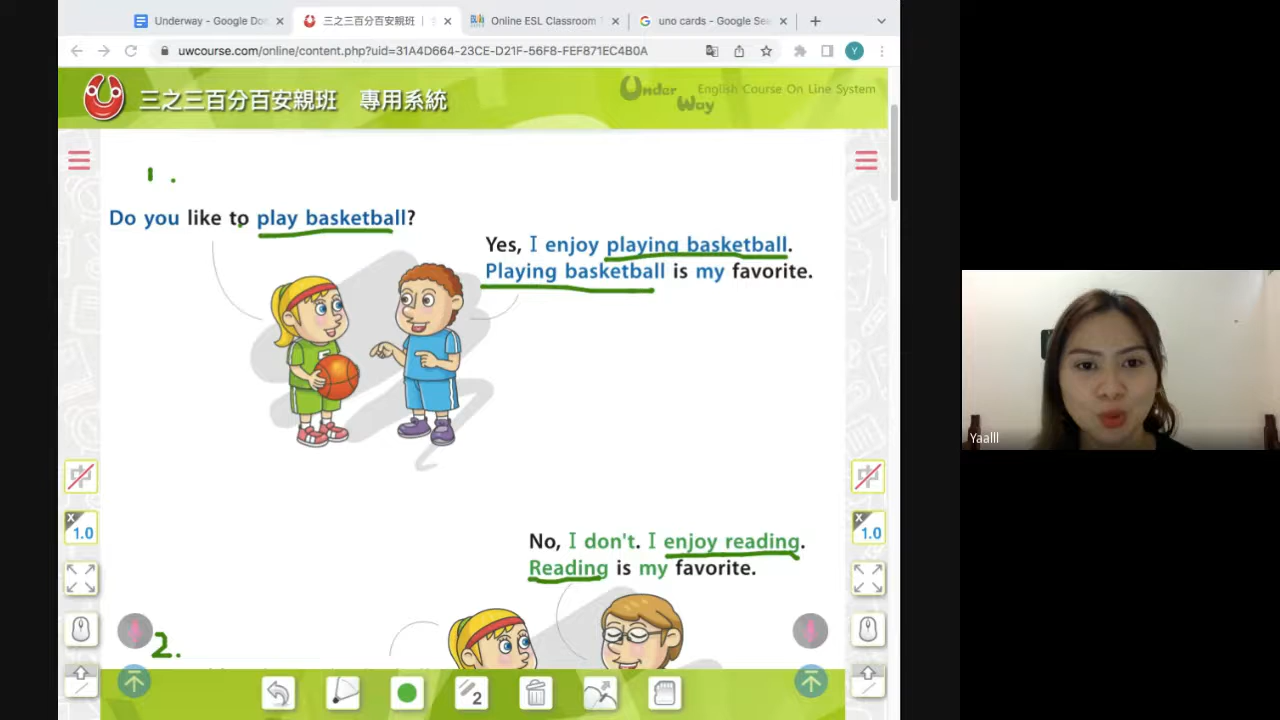 Underway - Google Do
三之三百分百安親班 |
Online ESL Classroom
uno cards - Google Sea
uwcourse.com/online/content.php?uid=31A4D664-23CE-D21F-56F8-FEF871EC4B0A
Y
三之三百分百安親班 專用系統
Under Way
English Course On Line System
1.
Do you like to play basketball?
Yes, I enjoy playing basketball.
Playing basketball is my favorite.
中
中
X 1.0
X 1.0
No, I don't. I enjoy reading.
Reading is my favorite.
2.
2
Yaalll